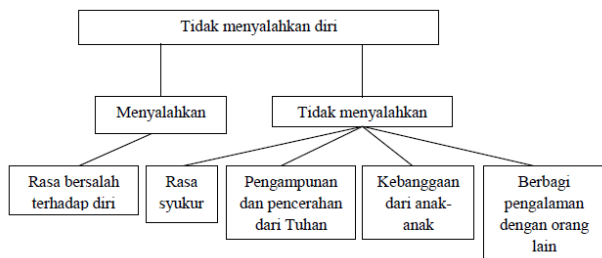 Tidak menyalahkan diri
Menyalahkan
Tidak menyalahkan
Rasa bersalah
terhadap diri
Rasa
syukur
Pengampunan
dan pencerahan
dari Tuhan
Kebanggaan
dari anak-
anak
Berbagi
pengalaman
dengan orang
lain